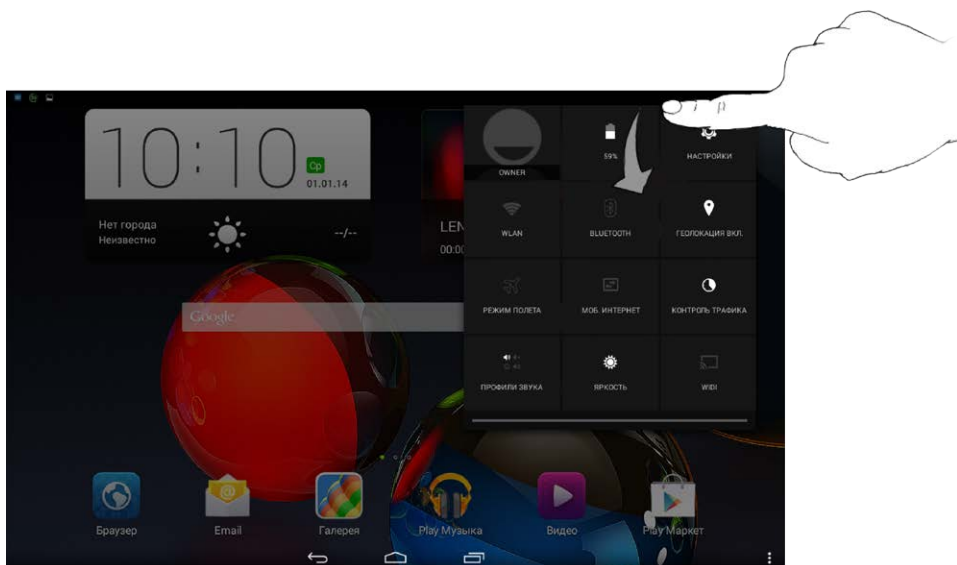 10:10
Ср
01.01.14
Нет города
Неизвестно
--/--
LEN
00:00
Google
OWNER
59%
НАСТРОЙКИ
WLAN
BLUETOOTH
ГЕОЛОКАЦИЯ ВКЛ.
РЕЖИМ ПОЛЕТА
МОБ. ИНТЕРНЕТ
КОНТРОЛЬ ТРАФИКА
ПРОФИЛИ ЗВУКА
ЯРКОСТЬ
WIDI
Браузер
Email
Галерея
Play Музыка
Видео
Play Маркет